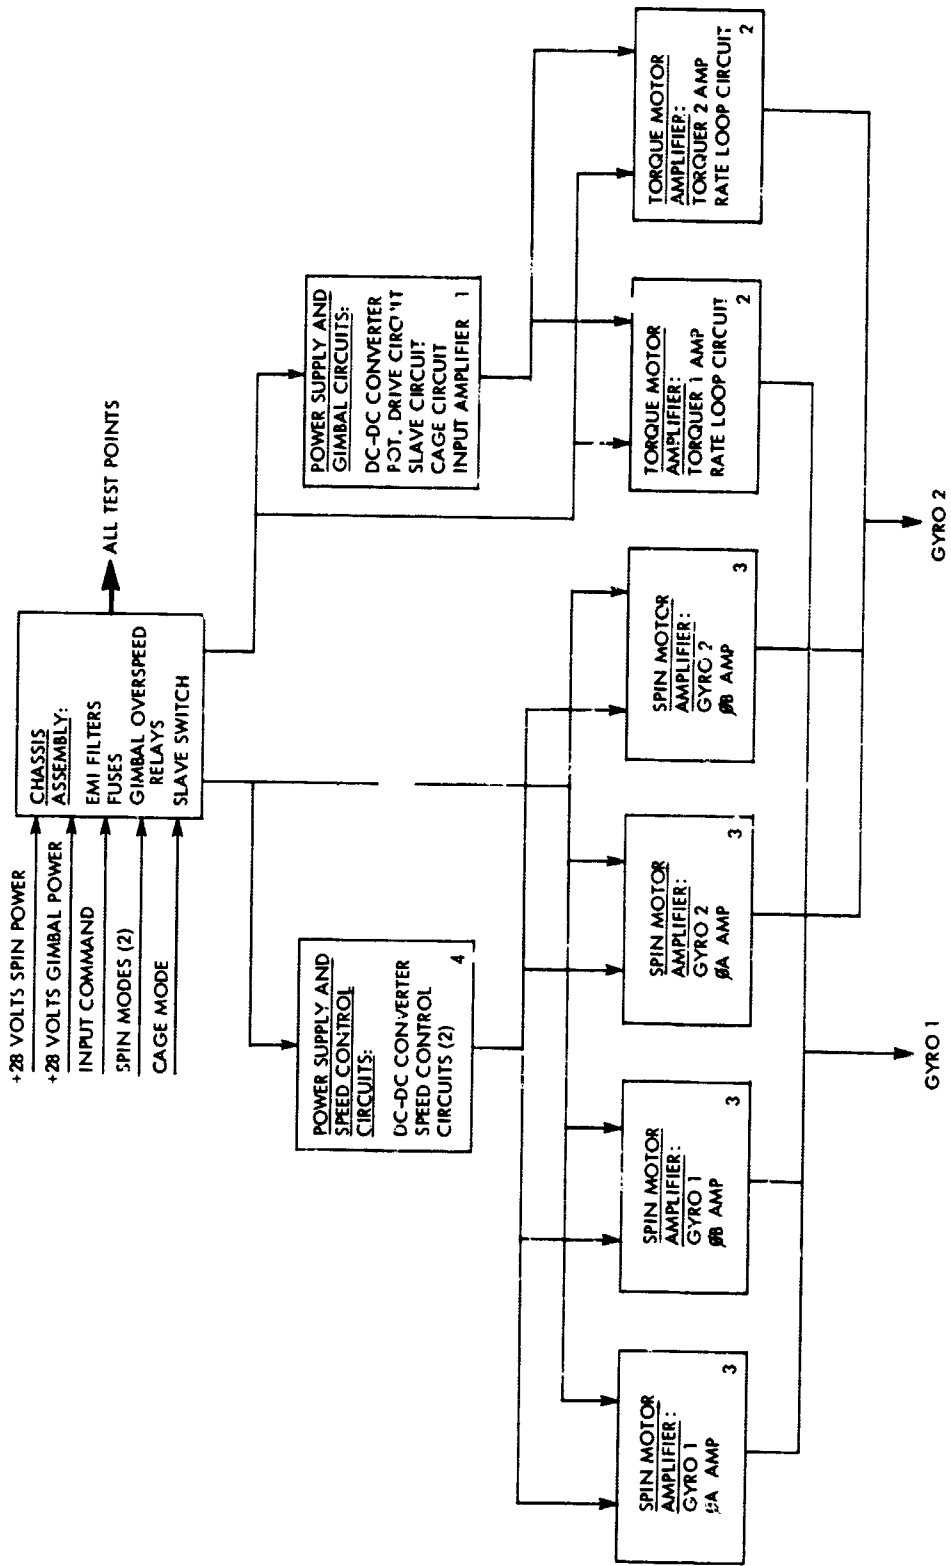 +28 VOLTS SPIN POWER
+28 VOLTS GIMBAL POWER
INPUT COMMAND
SPIN MODES (2)
CAGE MODE
CHASSIS
ASSEMBLY:
EMI FILTERS
FUSES
GIMBAL OVERSPEED
RELAYS
SLAVE SWITCH
ALL TEST POINTS
POWER SUPPLY AND
SPEED CONTROL
CIRCUITS:
DC-DC CONVERTER
SPEED CONTROL
CIRCUITS (2)
4
POWER SUPPLY AND
GIMBAL CIRCUITS:
DC-DC CONVERTER
POT. DRIVE CIRCUIT
SLAVE CIRCUIT
CAGE CIRCUIT
INPUT AMPLIFIER
1
SPIN MOTOR
AMPLIFIER:
GYRO 1
ØA AMP
3
SPIN MOTOR
AMPLIFIER:
GYRO 1
ØB AMP
3
SPIN MOTOR
AMPLIFIER:
GYRO 2
ØA AMP
3
SPIN MOTOR
AMPLIFIER:
GYRO 2
ØB AMP
3
TORQUE MOTOR
AMPLIFIER:
TORQUER 1 AMP
RATE LOOP CIRCUIT
2
TORQUE MOTOR
AMPLIFIER:
TORQUER 2 AMP
RATE LOOP CIRCUIT
2
GYRO 1
GYRO 2